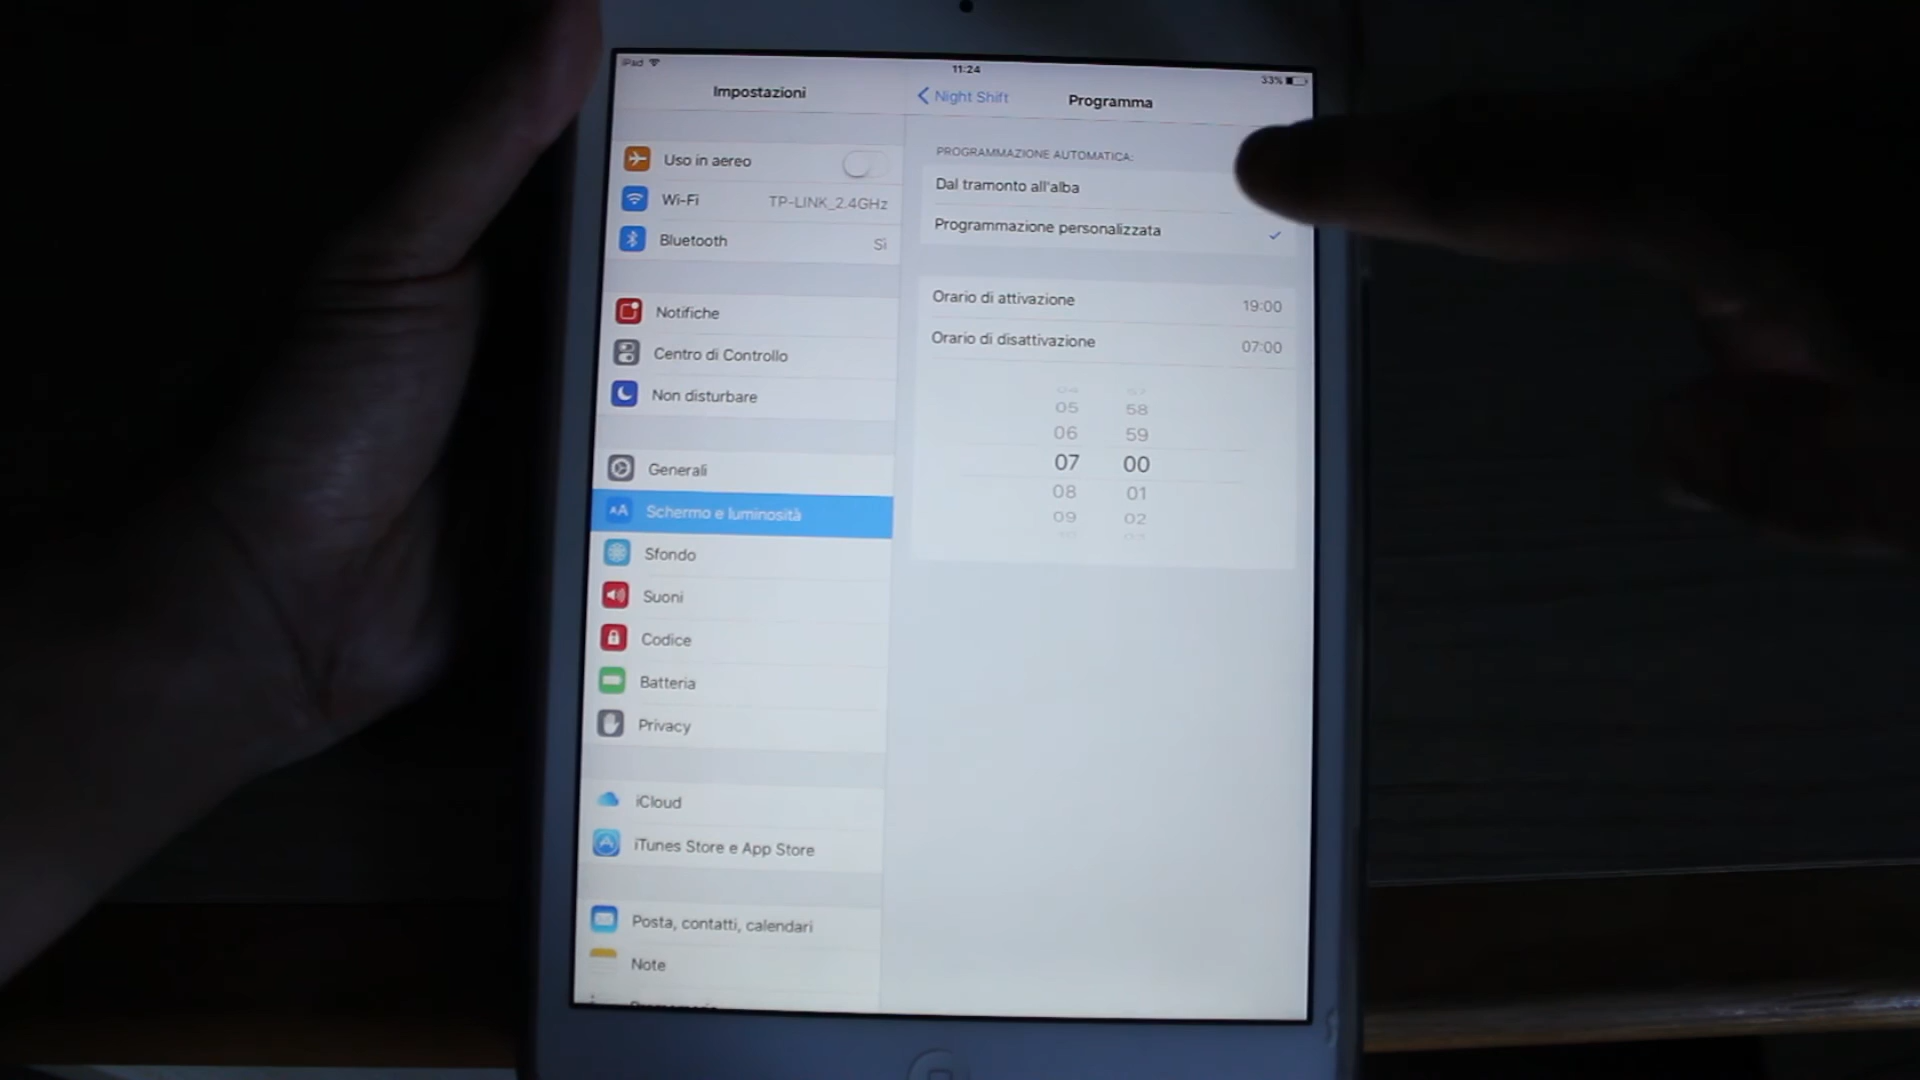 iPad
11:24
33%
Impostazioni
Night Shift
Programma
Uso in aereo
Wi-Fi TP-LINK_2.4GHz
Bluetooth Sì
Notifiche
Centro di Controllo
Non disturbare
Generali
AA Schermo e luminosità
Sfondo
Suoni
Codice
Batteria
Privacy
iCloud
iTunes Store e App Store
Posta, contatti, calendari
Note
PROGRAMMAZIONE AUTOMATICA:
Dal tramonto all'alba
Programmazione personalizzata
Orario di attivazione 19:00
Orario di disattivazione 07:00
04 57
05 58
06 59
07 00
08 01
09 02